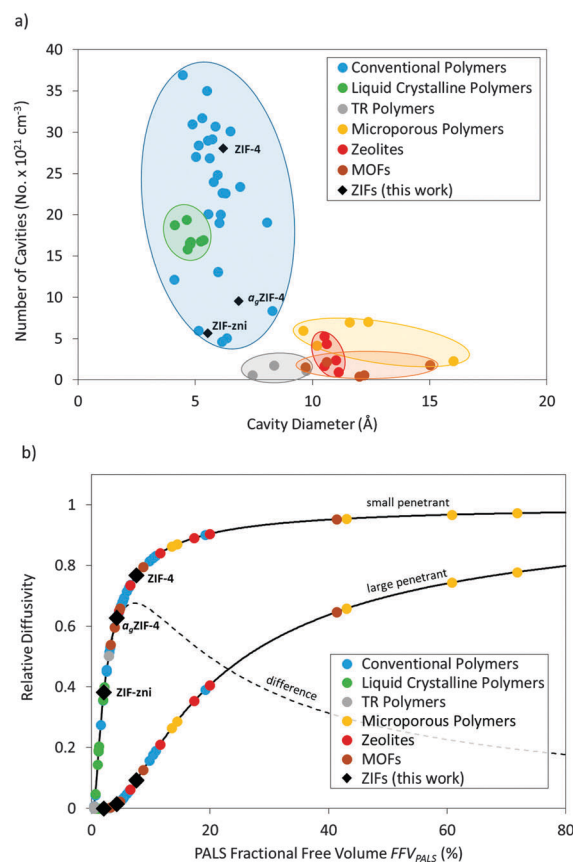 a)
40
35
30
25
20
15
10
5
0
Number of Cavities (No. x 10²¹ cm⁻³)
0 5 10 15 20
Cavity Diameter (Å)
Conventional Polymers
Liquid Crystalline Polymers
TR Polymers
Microporous Polymers
Zeolites
MOFs
ZIFs (this work)
ZIF-4
agZIF-4
ZIF-zni
b)
1
0.8
0.6
0.4
0.2
0
Relative Diffusivity
small penetrant
large penetrant
difference
ZIF-4
agZIF-4
ZIF-zni
Conventional Polymers
Liquid Crystalline Polymers
TR Polymers
Microporous Polymers
Zeolites
MOFs
ZIFs (this work)
0 20 40 60 80
PALS Fractional Free Volume FFVPALS (%)